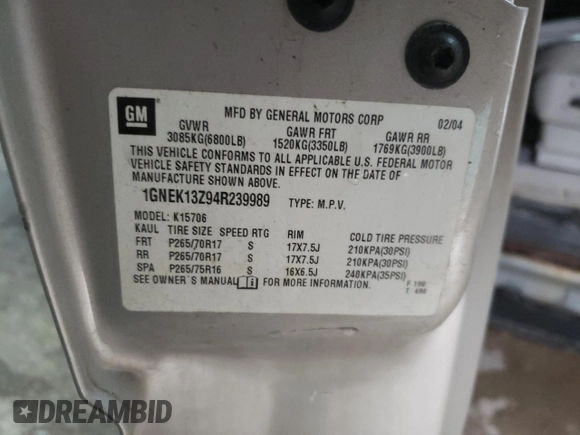 GM
MFD BY GENERAL MOTORS CORP 02/04
GVWR GAWR FRT GAWR RR
3085KG(6800LB) 1520KG(3350LB) 1769KG(3900LB)
THIS VEHICLE CONFORMS TO ALL APPLICABLE U.S. FEDERAL MOTOR
VEHICLE SAFETY STANDARDS IN EFFECT ON THE DATE OF
MANUFACTURE SHOWN ABOVE.
1GNEK13Z94R239989 TYPE: M.P.V.
MODEL: K15706
KAUL TIRE SIZE SPEED RTG RIM COLD TIRE PRESSURE
FRT P265/70R17 S 17X7.5J 210KPA(30PSI)
RR P265/70R17 S 17X7.5J 210KPA(30PSI)
SPA P265/75R16 S 16X6.5J 240KPA(35PSI)
SEE OWNER'S MANUAL FOR MORE INFORMATION.
DREAMBID